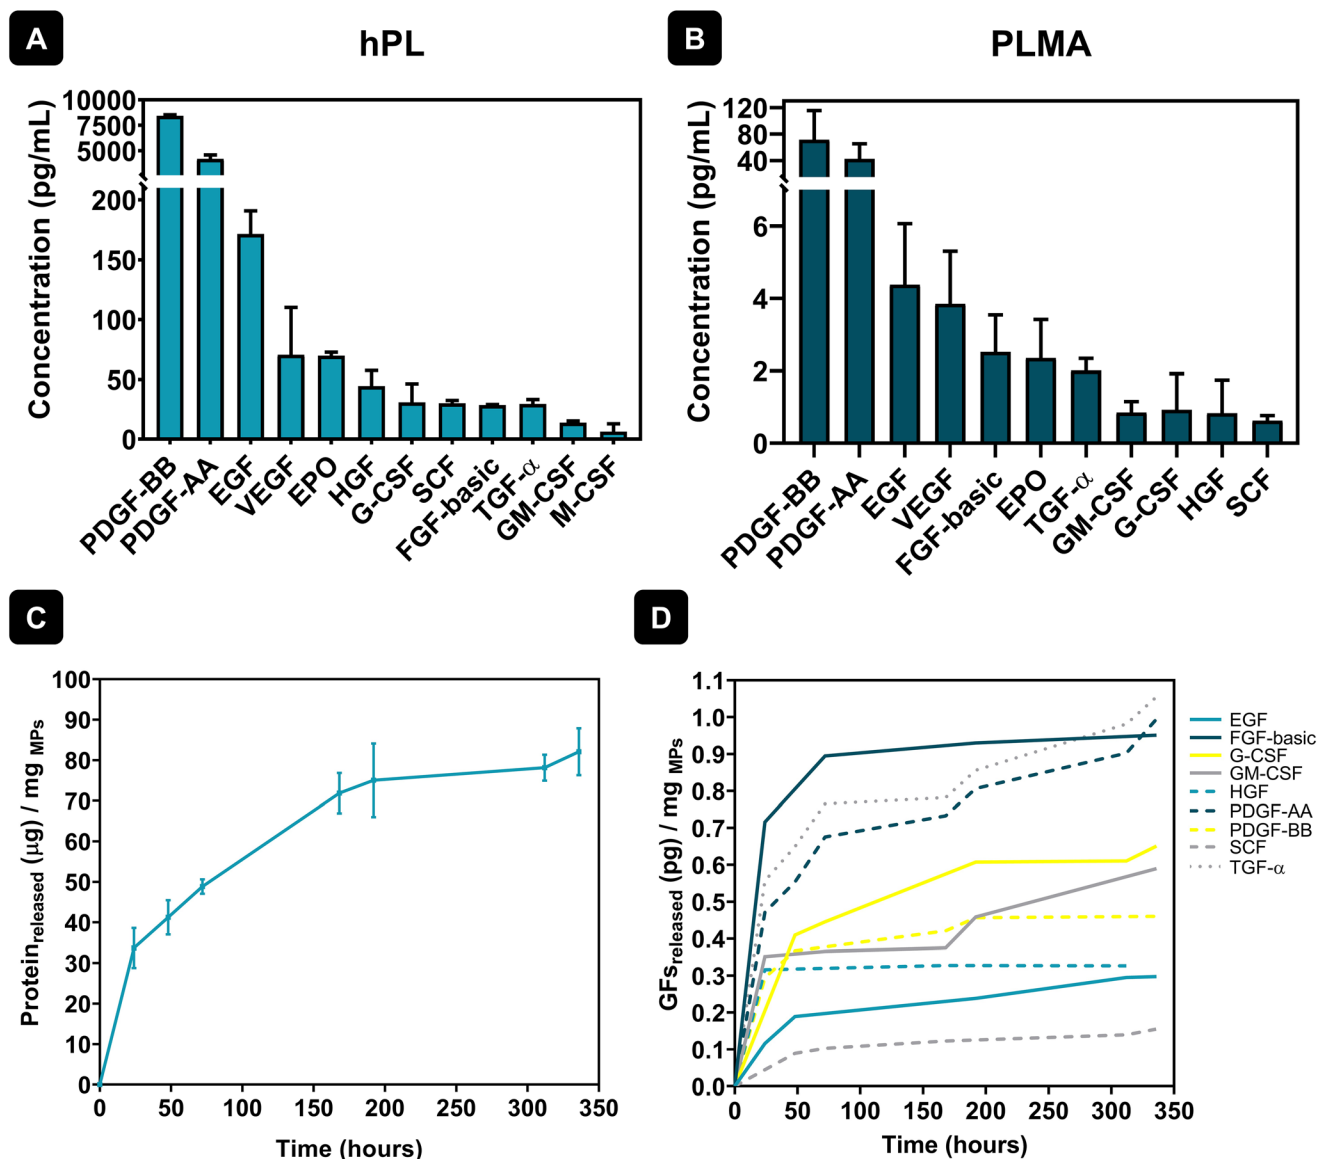 A
hPL
Concentration (pg/mL)
10000
7500
5000
200
150
100
50
0
PDGF-BB
PDGF-AA
EGF
VEGF
EPO
HGF
G-CSF
SCF
FGF-basic
TGF-α
GM-CSF
M-CSF
B
PLMA
Concentration (pg/mL)
120
80
40
6
4
2
0
PDGF-BB
PDGF-AA
EGF
VEGF
FGF-basic
EPO
TGF-α
GM-CSF
G-CSF
HGF
SCF
C
Protein released (μg) / mg MPs
100
90
80
70
60
50
40
30
20
10
0
0 50 100 150 200 250 300 350
Time (hours)
D
GFs released (pg) / mg MPs
1.1
1.0
0.9
0.8
0.7
0.6
0.5
0.4
0.3
0.2
0.1
0.0
0 50 100 150 200 250 300 350
Time (hours)
EGF
FGF-basic
G-CSF
GM-CSF
HGF
PDGF-AA
PDGF-BB
SCF
TGF-α